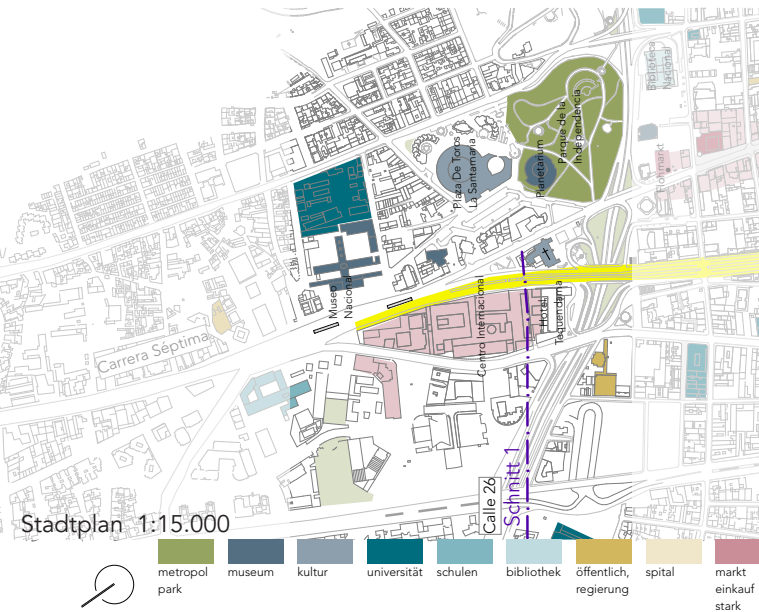 Biblioteca
Nacional
Parque de la
Independencia
Plaza De Toros
La Santamaria
Planetarium
Museo
Nacional
Centro Internacional
Hotel
Tequendama
Carrera Séptima
Calle 26
Schnitt 1
Stadtplan 1:15.000
metropol
park
museum
kultur
universität
schulen
bibliothek
öffentlich,
regierung
spital
markt
einkauf
stark